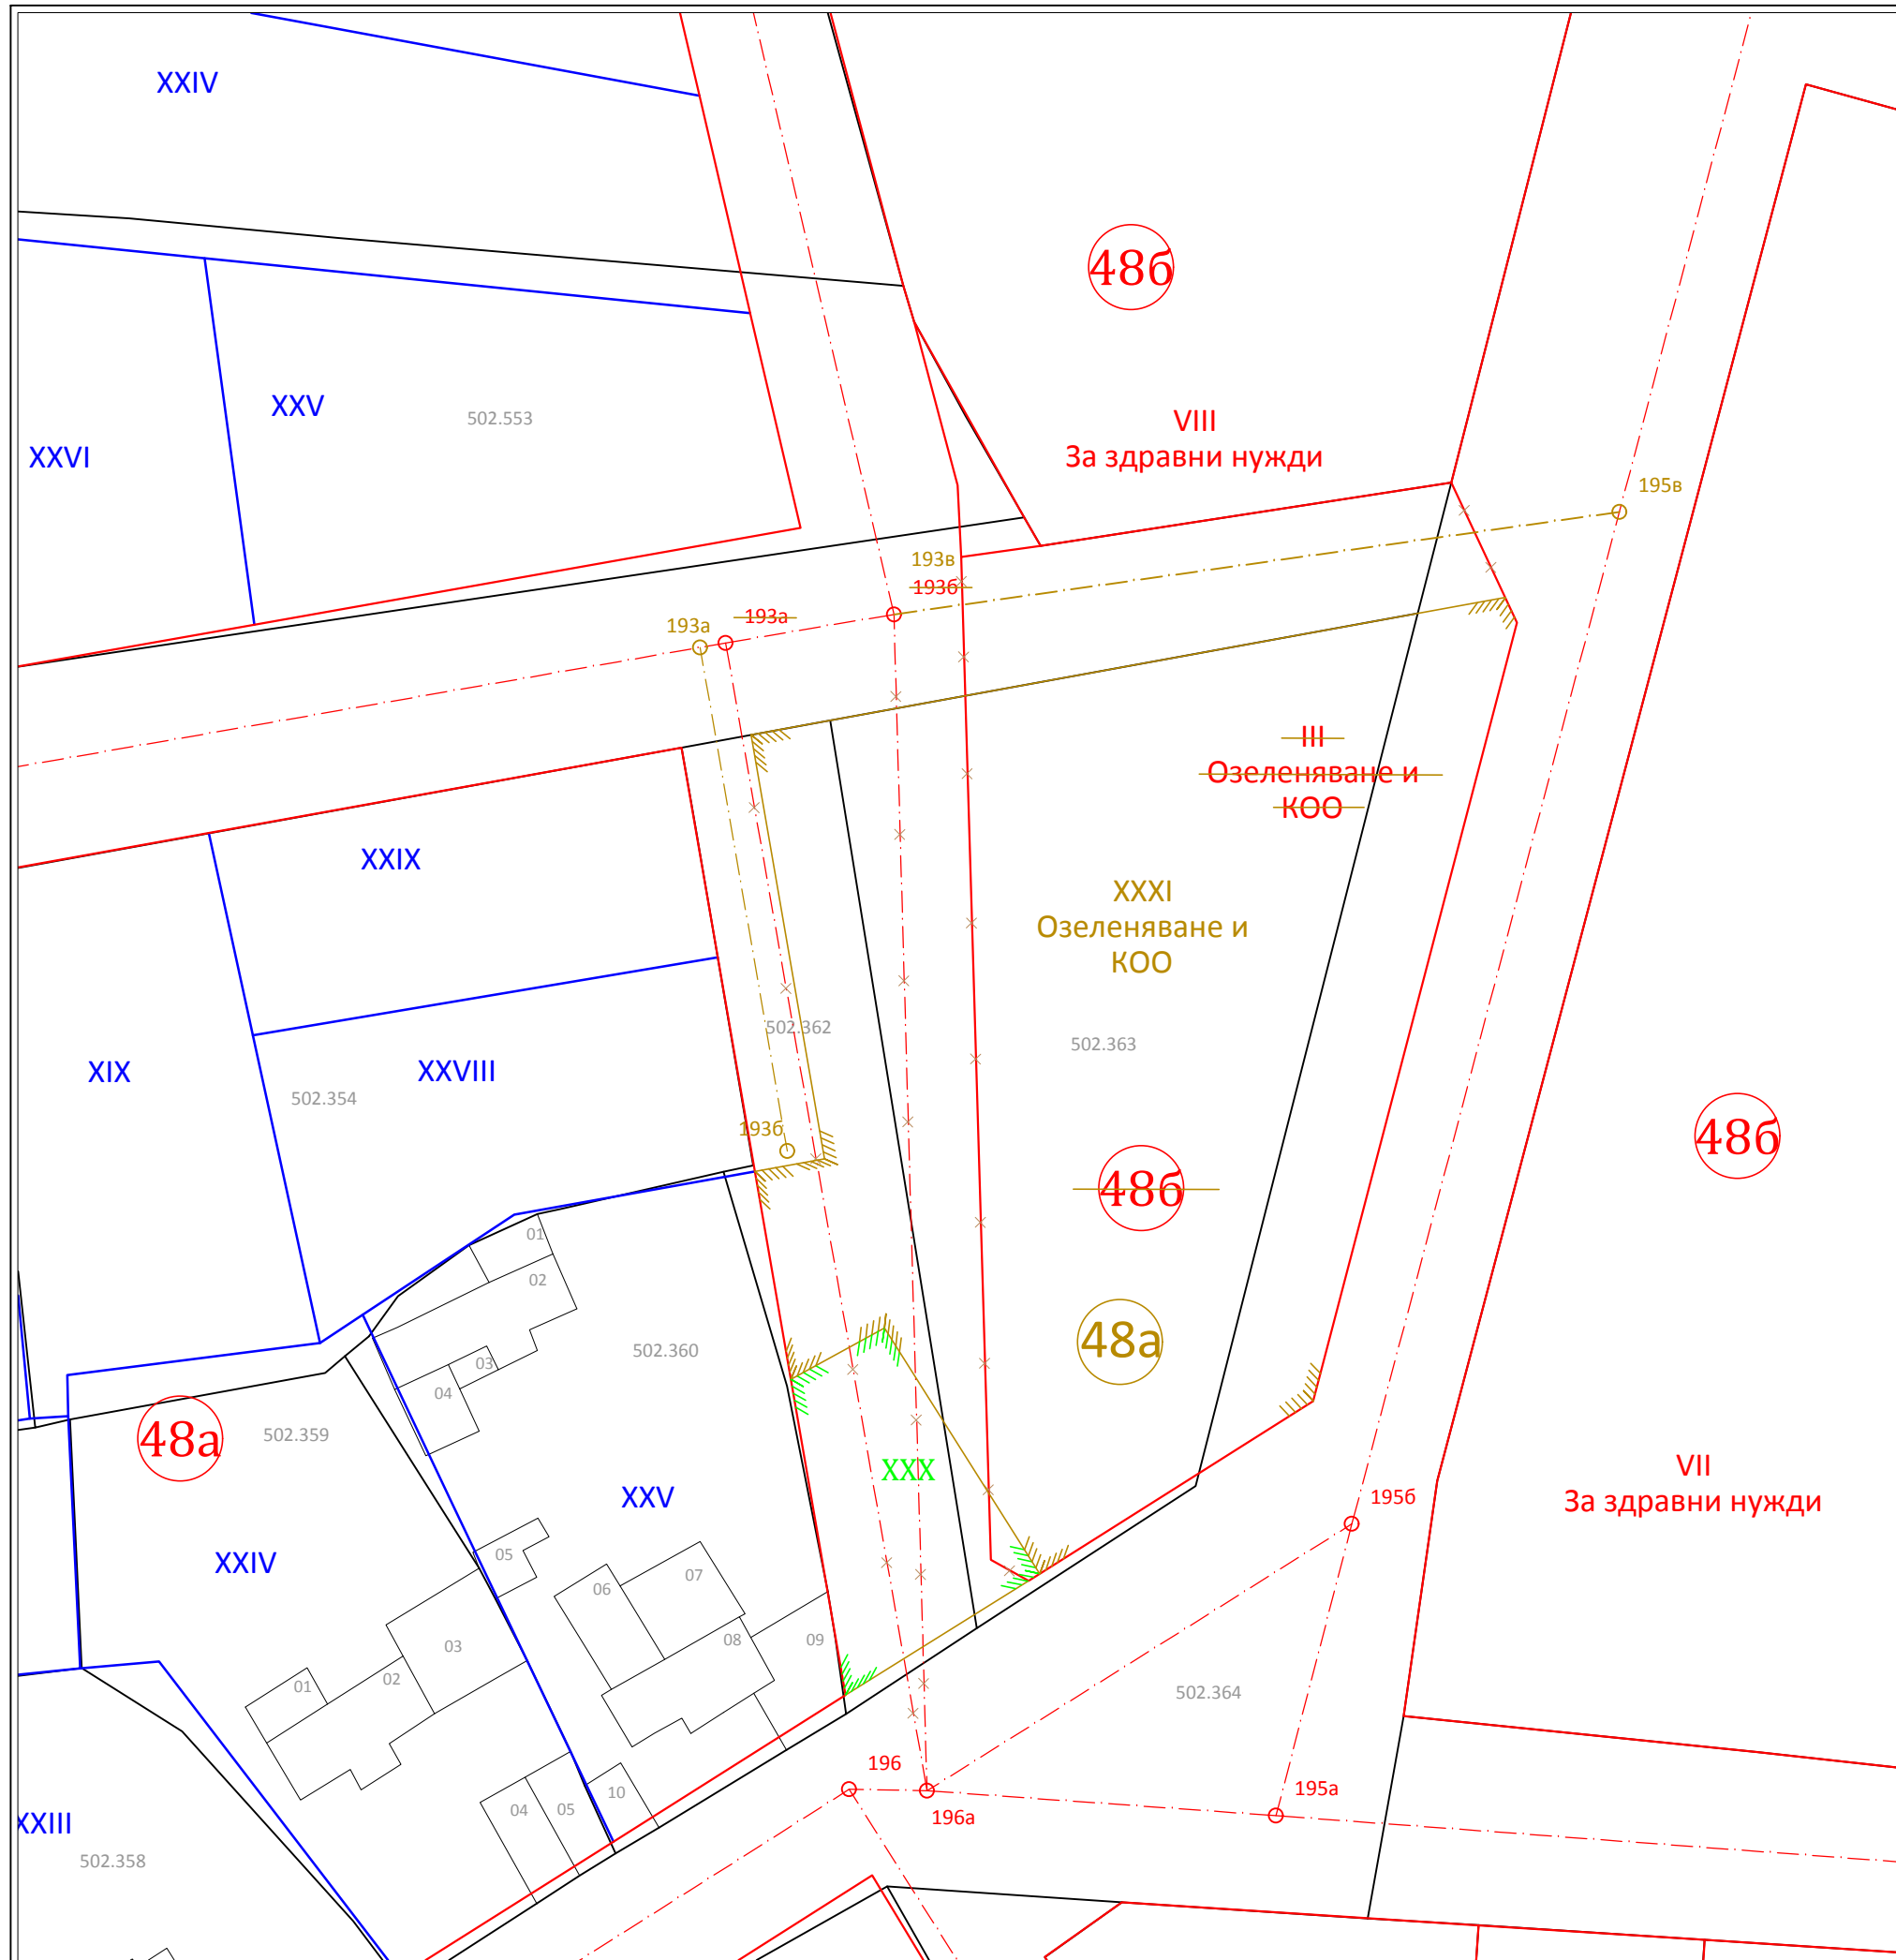 XXIV
48б
XXV
502.553
VIII
За здравни нужди
XXVI
195в
193в
193б
193а
193а
III
Озеленяване и
КОО
XXIX
XXXI
Озеленяване и
КОО
502.362
502.363
XIX
XXVIII
502.354
193б
48б
48б
01
02
502.360
48а
03
04
48а
502.359
XXX
VII
За здравни нужди
XXV
195б
XXIV
05
06
07
03
08
09
02
01
502.364
196
195а
10
04
05
196а
XXIII
502.358